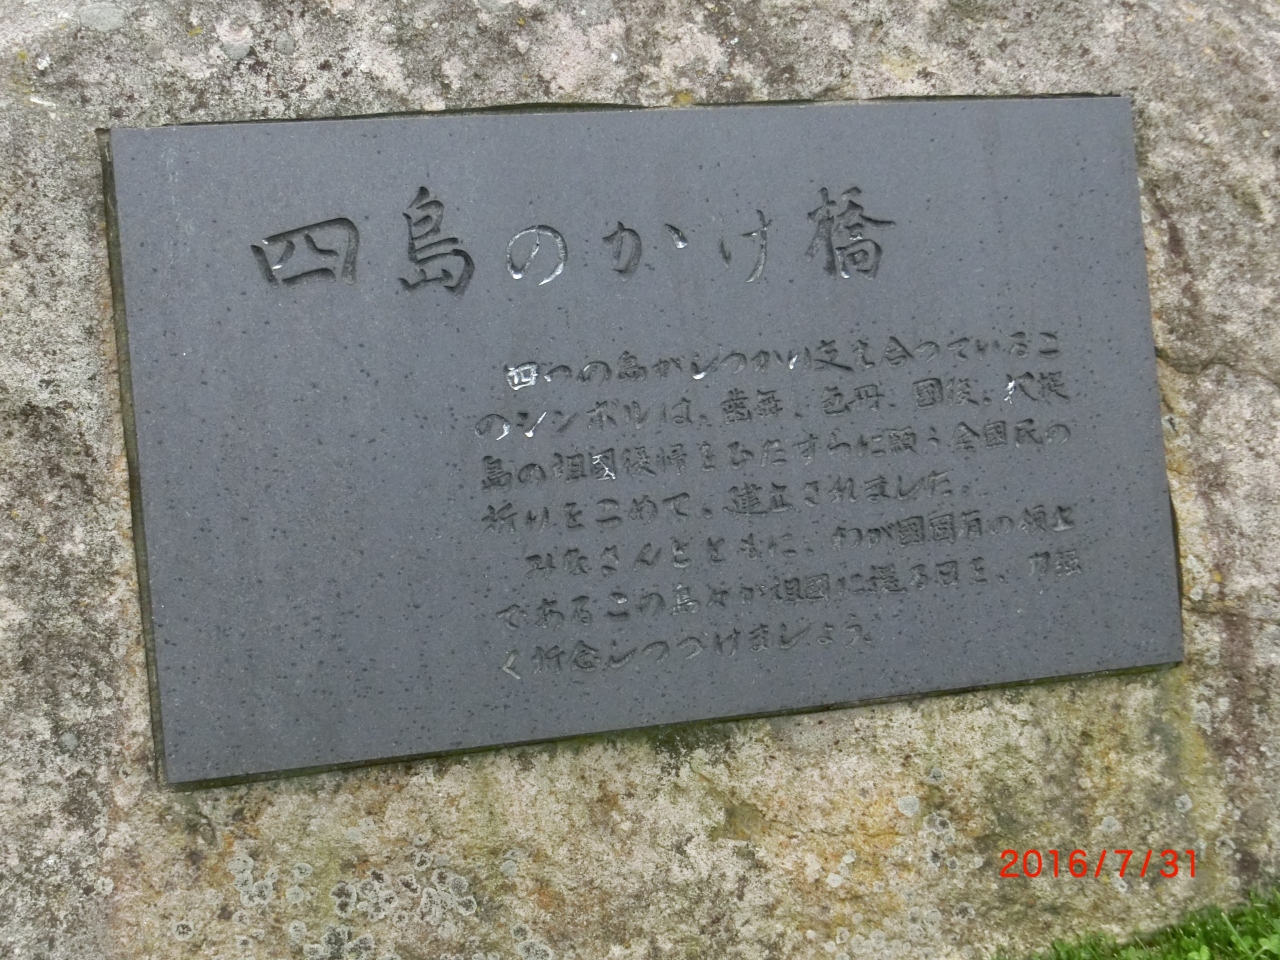 四島のかけ橋
四つの島がしっかり支え合っているこ
のシンボルは、歯舞、色丹、國後、択捉
島の祖國復帰をひたすらに願う全國民の
祈りをこめて、建立されました。
みなさんとともに、わが國固有の領土
であるこの島々が祖國に還る日を、力強
く祈念しつづけましょう。
2016/7/31